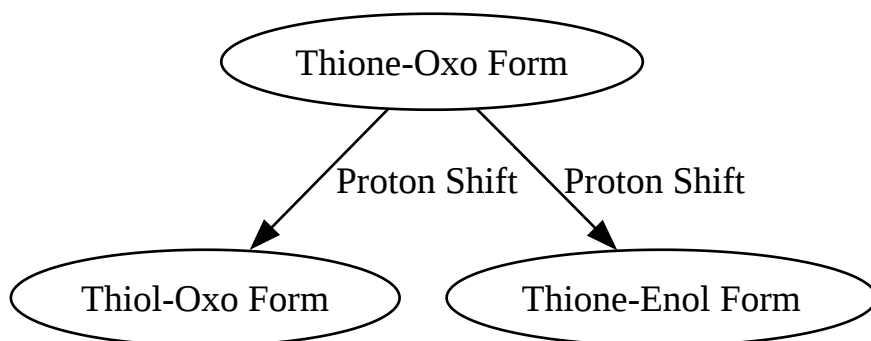 Thione-Oxo Form
Proton Shift
Proton Shift
Thiol-Oxo Form
Thione-Enol Form